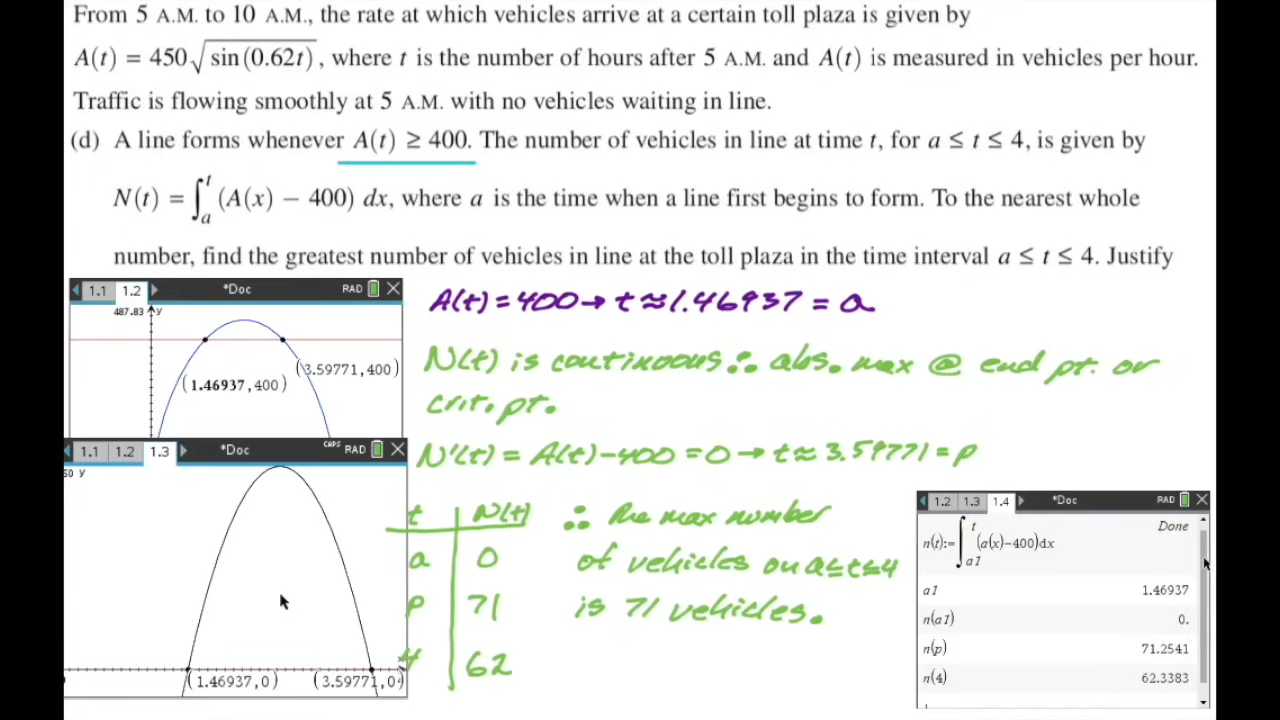 From 5 A.M. to 10 A.M., the rate at which vehicles arrive at a certain toll plaza is given by
A(t) = 450√sin(0.62t), where t is the number of hours after 5 A.M. and A(t) is measured in vehicles per hour.
Traffic is flowing smoothly at 5 A.M. with no vehicles waiting in line.
(d) A line forms whenever A(t) ≥ 400. The number of vehicles in line at time t, for a ≤ t ≤ 4, is given by
N(t) = ∫ₐᵗ (A(x) − 400) dx, where a is the time when a line first begins to form. To the nearest whole
number, find the greatest number of vehicles in line at the toll plaza in the time interval a ≤ t ≤ 4. Justify
1.1 1.2 *Doc RAD
487.83 y
(3.59771,400)
(1.46937,400)
A(t) = 400 → t ≈ 1.46937 = a
N(t) is continuous ∴ abs. max @ end pt. or
crit. pt.
N'(t) = A(t) − 400 = 0 → t ≈ 3.59771 = p
1.1 1.2 1.3 *Doc CAPS RAD
50 y
x
(1.46937,0) (3.59771,0)
t N(t)
a 0
p 71
4 62
∴ the max number
of vehicles on a≤t≤4
is 71 vehicles.
1.2 1.3 1.4 *Doc RAD
n(t):=∫ₐ₁ᵗ (a(x)−400)dx Done
a1 1.46937
n(a1) 0.
n(p) 71.2541
n(4) 62.3383